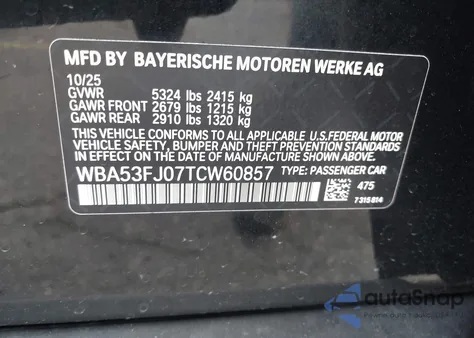 MFD BY BAYERISCHE MOTOREN WERKE AG
10/25
GVWR 5324 lbs 2415 kg
GAWR FRONT 2679 lbs 1215 kg
GAWR REAR 2910 lbs 1320 kg
THIS VEHICLE CONFORMS TO ALL APPLICABLE U.S.FEDERAL MOTOR
VEHICLE SAFETY, BUMPER AND THEFT PREVENTION STANDARDS
IN EFFECT ON THE DATE OF MANUFACTURE SHOWN ABOVE.
WBA53FJ07TCW60857 TYPE: PASSENGER CAR
475
7315814
autoSnap